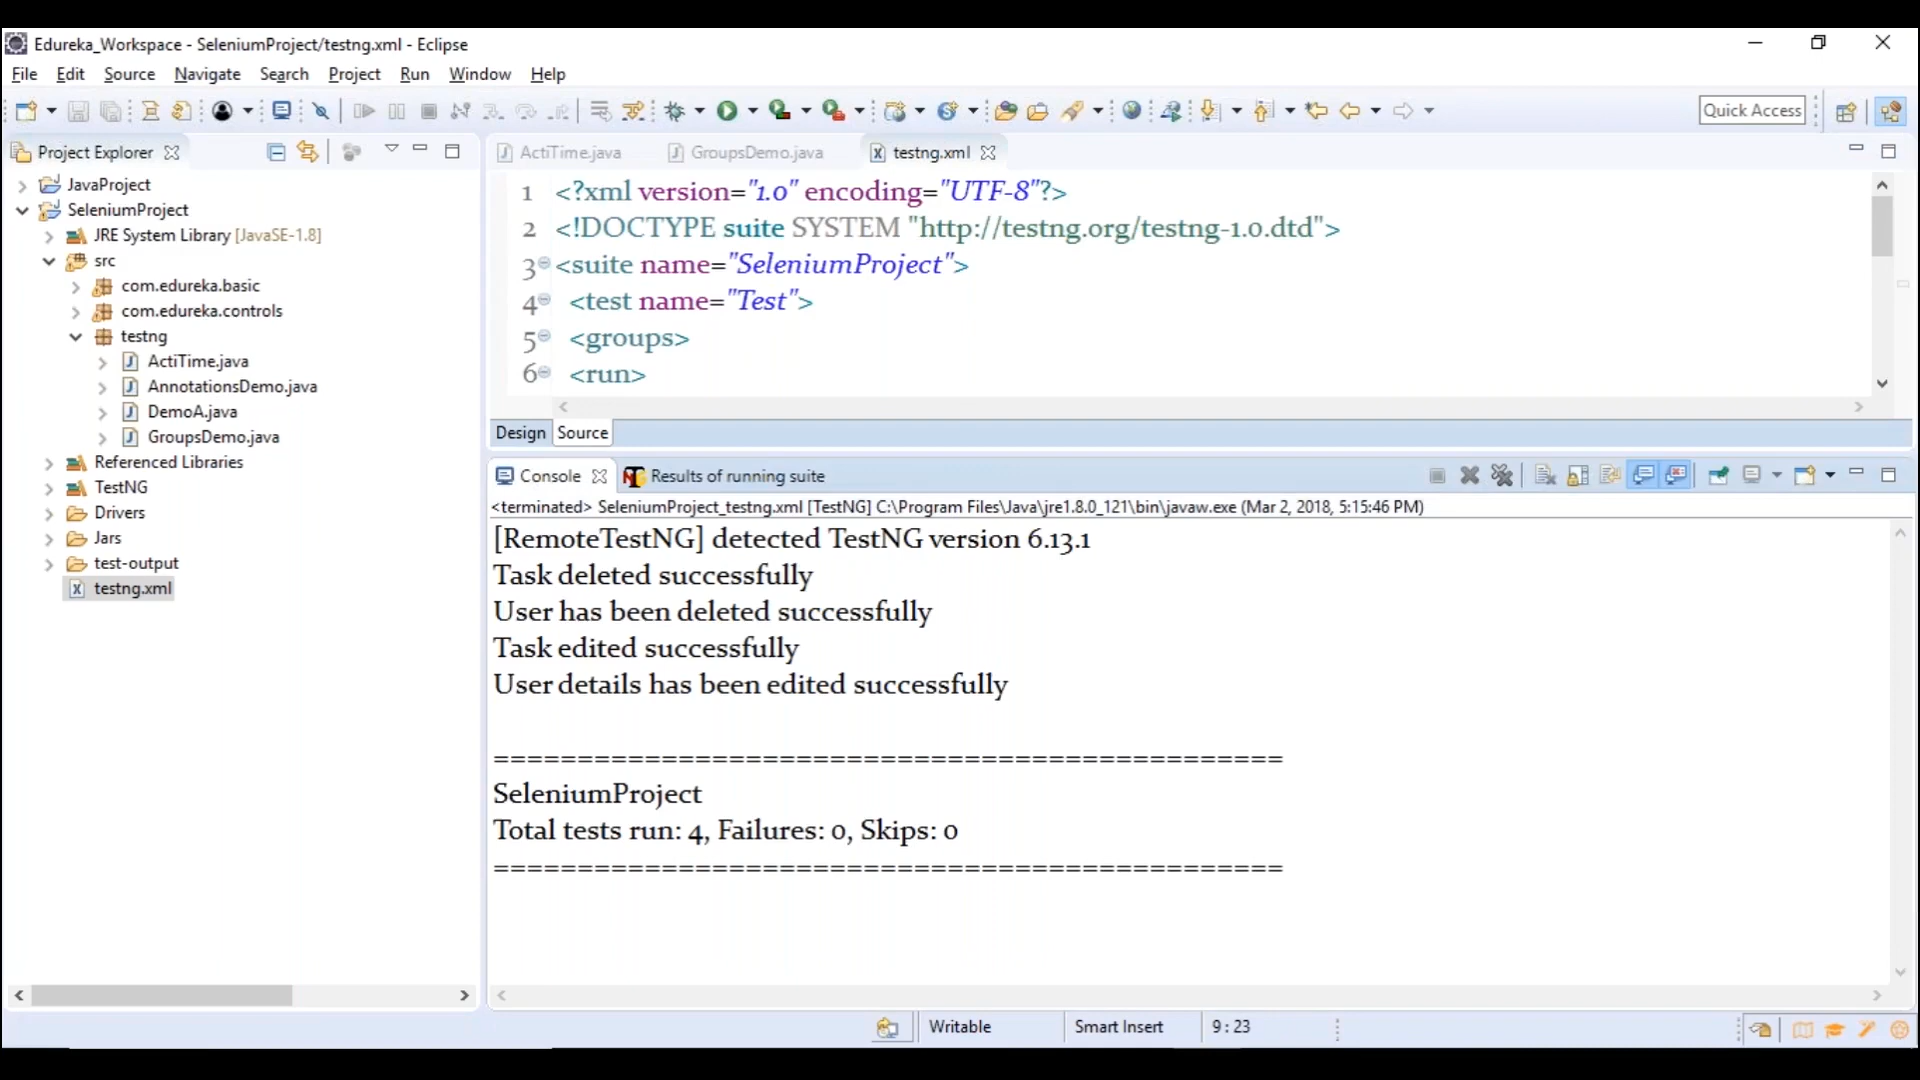 Edureka_Workspace - SeleniumProject/testng.xml - Eclipse
File Edit Source Navigate Search Project Run Window Help
Quick Access
Project Explorer
JavaProject
SeleniumProject
JRE System Library [JavaSE-1.8]
src
com.edureka.basic
com.edureka.controls
testng
ActiTime.java
AnnotationsDemo.java
DemoA.java
GroupsDemo.java
Referenced Libraries
TestNG
Drivers
Jars
test-output
testng.xml
ActiTime.java GroupsDemo.java testng.xml
1 <?xml version="1.0" encoding="UTF-8"?>
2 <!DOCTYPE suite SYSTEM "http://testng.org/testng-1.0.dtd">
3 <suite name="SeleniumProject">
4 <test name="Test">
5 <groups>
6 <run>
Design Source
Console Results of running suite
<terminated> SeleniumProject_testng.xml [TestNG] C:\Program Files\Java\jre1.8.0_121\bin\javaw.exe (Mar 2, 2018, 5:15:46 PM)
[RemoteTestNG] detected TestNG version 6.13.1
Task deleted successfully
User has been deleted successfully
Task edited successfully
User details has been edited successfully
===============================================
SeleniumProject
Total tests run: 4, Failures: 0, Skips: 0
===============================================
Writable Smart Insert 9 : 23